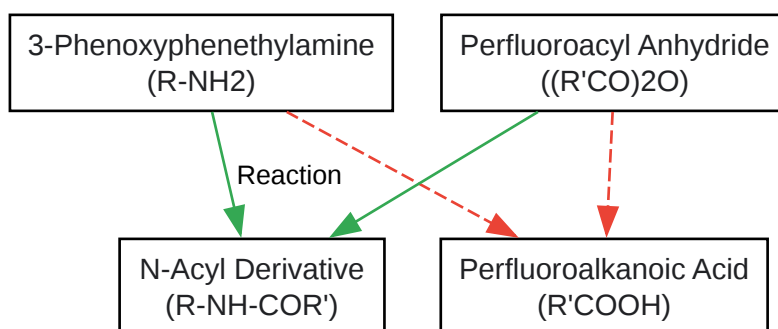 3-Phenoxyphenethylamine
(R-NH2)
Perfluoroacyl Anhydride
((R'CO)2O)
Reaction
N-Acyl Derivative
(R-NH-COR')
Perfluoroalkanoic Acid
(R'COOH)